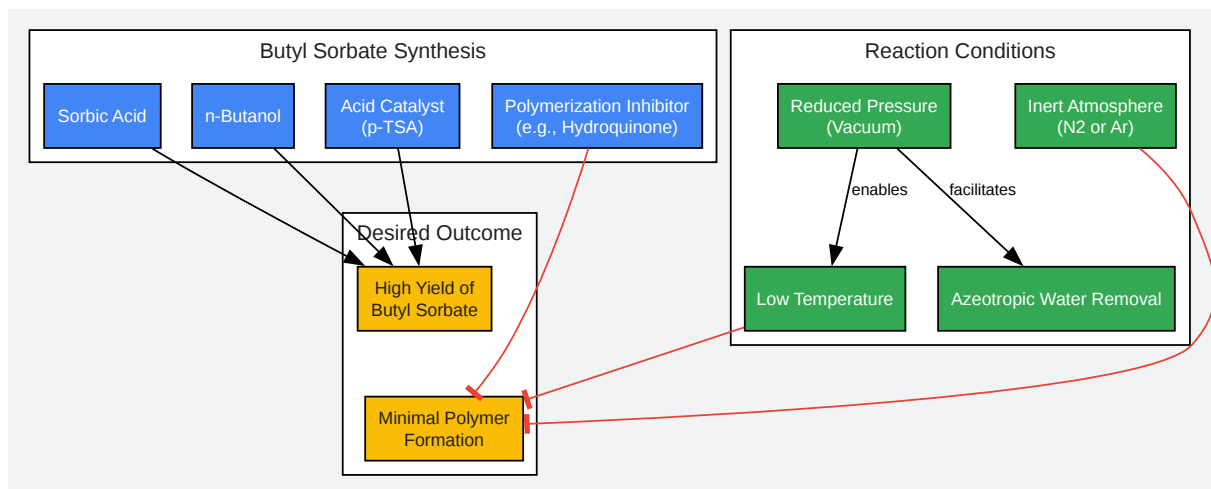 Butyl Sorbate Synthesis
Sorbic Acid
n-Butanol
Acid Catalyst
(p-TSA)
Polymerization Inhibitor
(e.g., Hydroquinone)
Reaction Conditions
Reduced Pressure
(Vacuum)
Inert Atmosphere
(N2 or Ar)
enables
facilitates
Low Temperature
Azeotropic Water Removal
Desired Outcome
High Yield of
Butyl Sorbate
Minimal Polymer
Formation